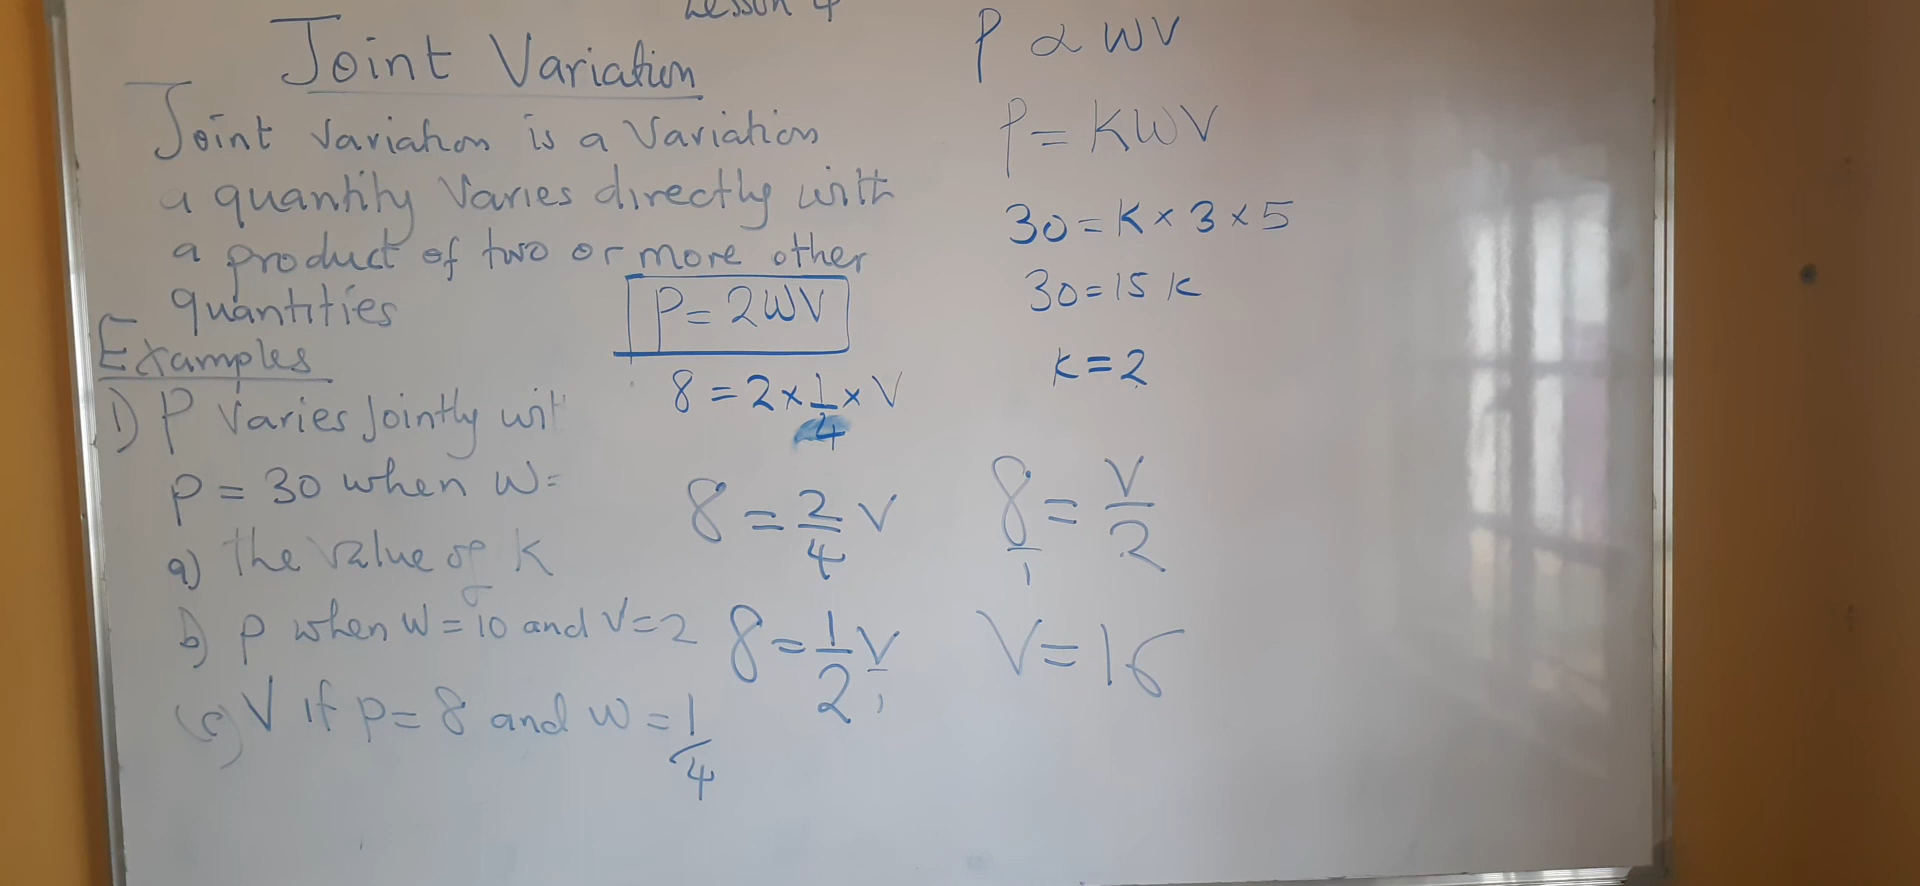 Lesson 4
Joint Variation
Joint Variation is a Variation
a quantity Varies directly with
a product of two or more other
quantities
Examples
1) P Varies Jointly wit
P = 30 when W=
a) The value of K
b) P when W = 10 and V = 2
(c) V if P = 8 and W = 1/4
P = 2WV
8 = 2 × 1/4 × V
8 = 2/4 V
8 = 1/2 V/1
P ∝ WV
P = KWV
30 = K × 3 × 5
30 = 15 K
K = 2
8/1 = V/2
V = 16